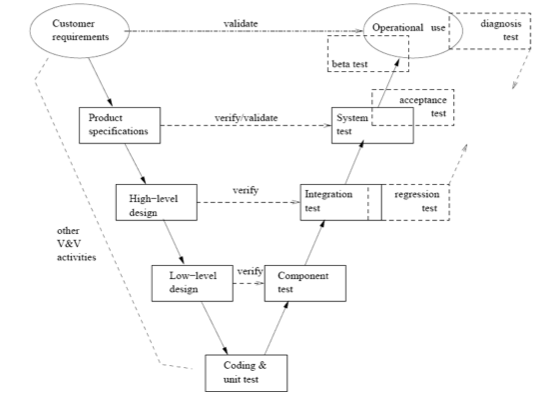 Customer
requirements
validate
Operational use
diagnosis
test
beta test
Product
specifications
verify/validate
System
test
acceptance
test
High-level
design
verify
Integration
test
regression
test
other
V&V
activities
Low-level
design
verify
Component
test
Coding &
unit test